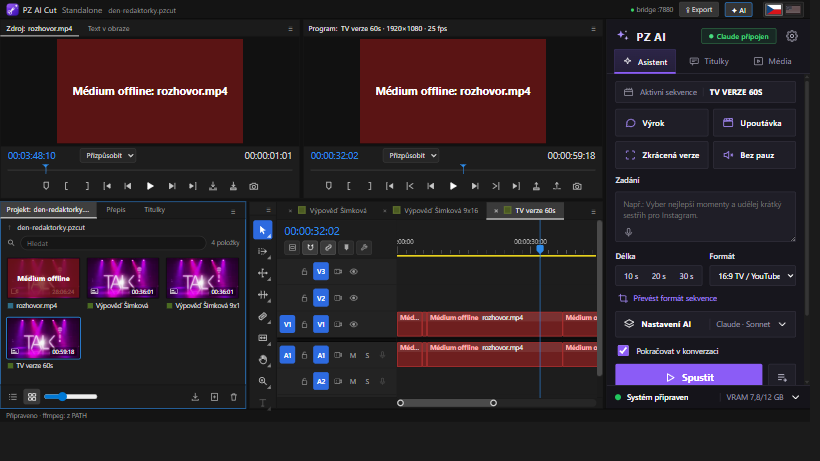 PZ AI Cut Standalone den-redaktorky.pzcut
bridge :7880 Export AI
Zdroj: rozhovor.mp4 Text v obraze
Médium offline: rozhovor.mp4
00:03:48:10 Přizpůsobit 00:00:01:01
Program: TV verze 60s · 1920×1080 · 25 fps
Médium offline: rozhovor.mp4
00:00:32:02 Přizpůsobit 00:00:59:18
Projekt: den-redaktorky.... Přepis Titulky
den-redaktorky.pzcut
Hledat 4 položky
Médium offline
rozhovor.mp4
TALK
00:36:01
Výpověď Šimková
TALK
00:36:01
Výpověď Šimková 9x1
TALK
00:59:18
TV verze 60s
Výpověď Šimková Výpověď Šimková 9x16 TV verze 60s
00:00:32:02
:00:00 00:00:30:00
V3
V2
V1 V1 Méd... Médium offline rozhovor.mp4 Médium o
A1 A1 M S Méd... Médium offline rozhovor.mp4 Médium o
A2 M S
PZ AI Claude připojen
Asistent Titulky Média
Aktivní sekvence TV VERZE 60S
Výrok Upoutávka
Zkrácená verze Bez pauz
Zadání
Např.: Vyber nejlepší momenty a udělej krátký
sestřih pro Instagram.
Délka Formát
10 s 20 s 30 s 16:9 TV / YouTube
Převést formát sekvence
Nastavení AI Claude · Sonnet
Pokračovat v konverzaci
Spustit
Systém připraven VRAM 7,8/12 GB
Připraveno · ffmpeg: z PATH